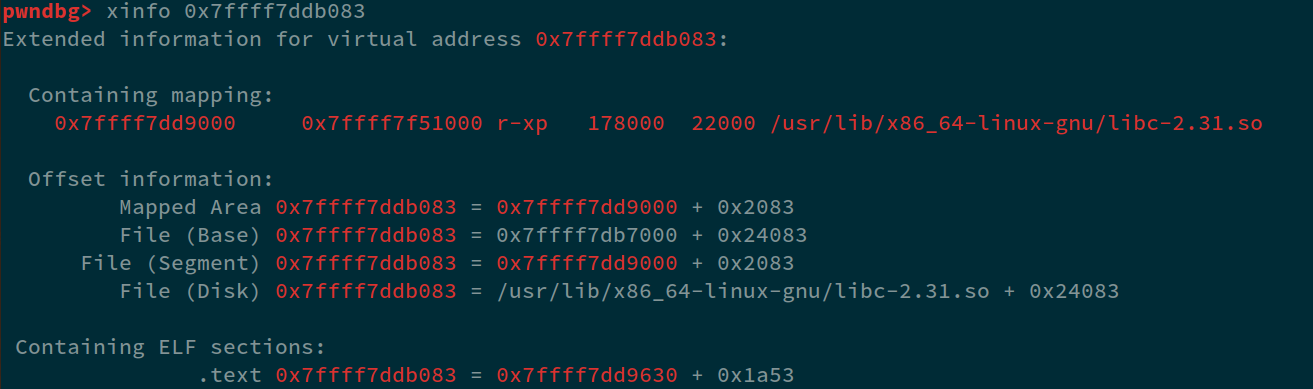 pwndbg> xinfo 0x7ffff7ddb083
Extended information for virtual address 0x7ffff7ddb083:
Containing mapping:
0x7ffff7dd9000 0x7ffff7f51000 r-xp 178000 22000 /usr/lib/x86_64-linux-gnu/libc-2.31.so
Offset information:
Mapped Area 0x7ffff7ddb083 = 0x7ffff7dd9000 + 0x2083
File (Base) 0x7ffff7ddb083 = 0x7ffff7db7000 + 0x24083
File (Segment) 0x7ffff7ddb083 = 0x7ffff7dd9000 + 0x2083
File (Disk) 0x7ffff7ddb083 = /usr/lib/x86_64-linux-gnu/libc-2.31.so + 0x24083
Containing ELF sections:
.text 0x7ffff7ddb083 = 0x7ffff7dd9630 + 0x1a53